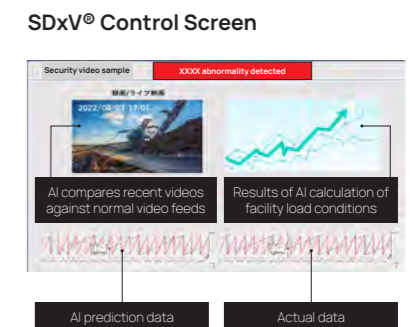 SDxV® Control Screen
Security video sample
XXXX abnormality detected
録画/ライブ動画
2022/08/02 17:01
AI compares recent videos
against normal video feeds
Results of AI calculation of
facility load conditions
AI prediction data
Actual data